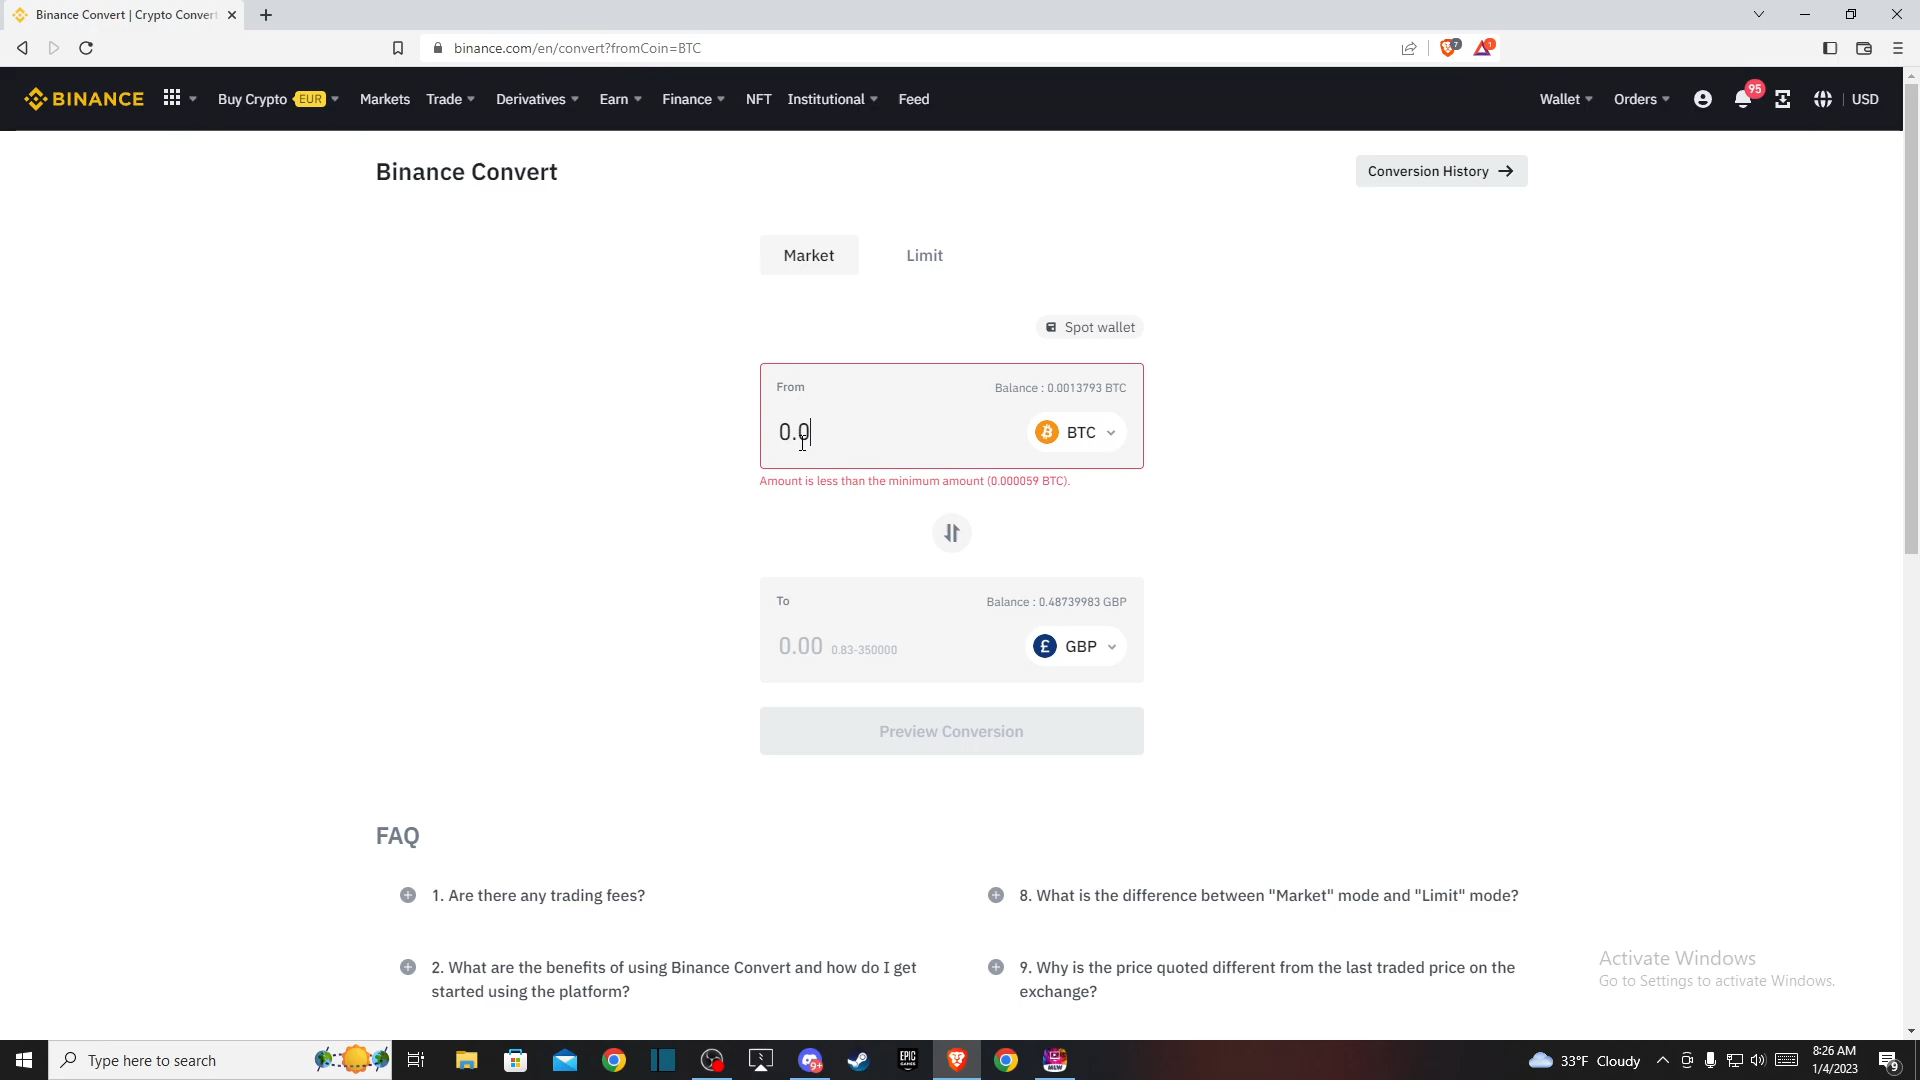 Binance Convert | Crypto Convert
binance.com/en/convert?fromCoin=BTC
7
1
BINANCE
Buy Crypto EUR
Markets
Trade
Derivatives
Earn
Finance
NFT
Institutional
Feed
Wallet
Orders
95
USD
Binance Convert
Conversion History
Market
Limit
Spot wallet
From
Balance : 0.0013793 BTC
0.0
BTC
Amount is less than the minimum amount (0.000059 BTC).
To
Balance : 0.48739983 GBP
0.00 0.83-350000
£ GBP
Preview Conversion
FAQ
1. Are there any trading fees?
8. What is the difference between "Market" mode and "Limit" mode?
2. What are the benefits of using Binance Convert and how do I get
started using the platform?
9. Why is the price quoted different from the last traded price on the
exchange?
Activate Windows
Go to Settings to activate Windows.
Type here to search
9+
EPIC
GAMES
33°F Cloudy
8:26 AM
1/4/2023
9